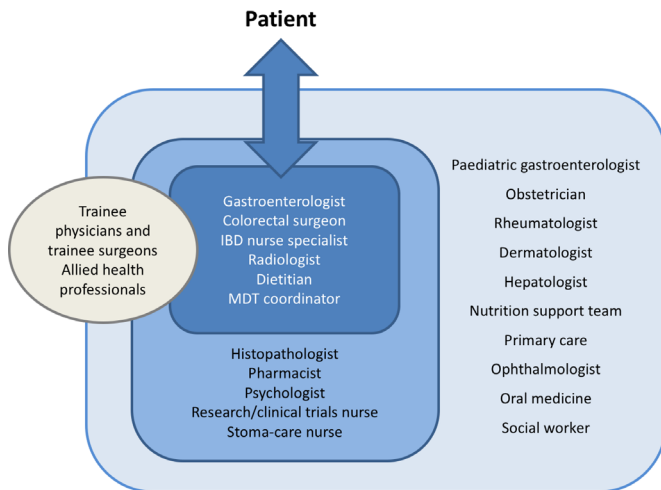 Patient
Trainee
physicians and
trainee surgeons
Allied health
professionals
Gastroenterologist
Colorectal surgeon
IBD nurse specialist
Radiologist
Dietitian
MDT coordinator
Histopathologist
Pharmacist
Psychologist
Research/clinical trials nurse
Stoma-care nurse
Paediatric gastroenterologist
Obstetrician
Rheumatologist
Dermatologist
Hepatologist
Nutrition support team
Primary care
Ophthalmologist
Oral medicine
Social worker